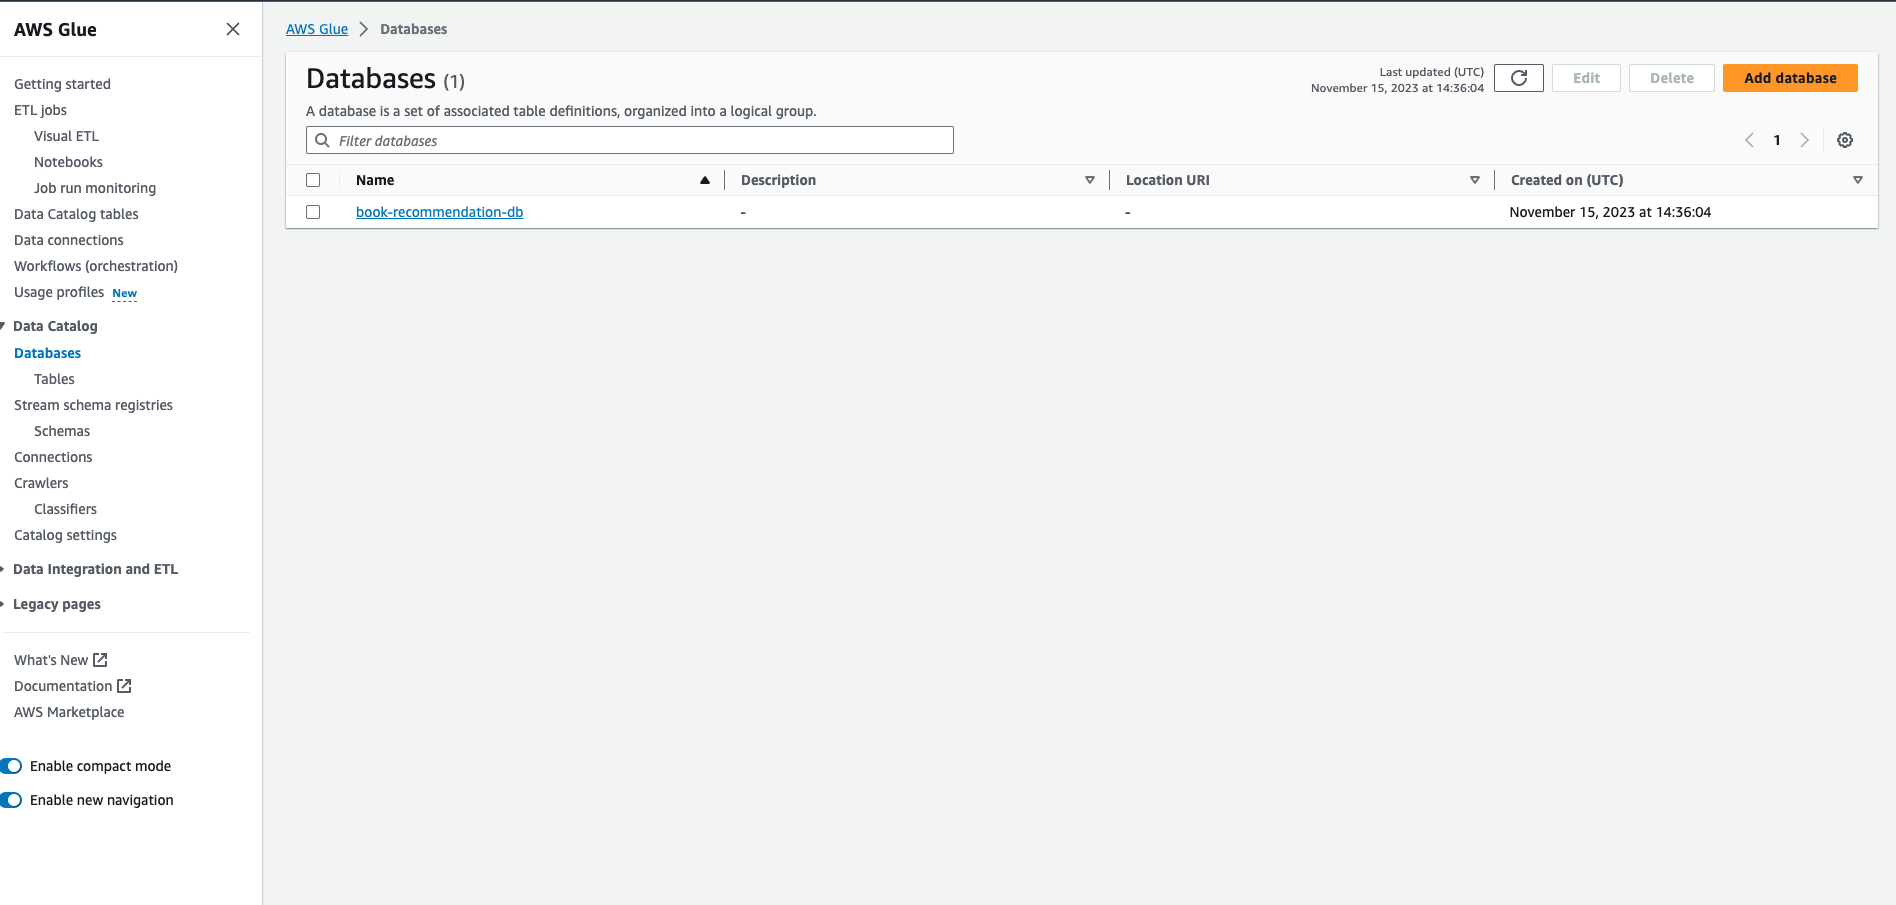 AWS Glue
Getting started
ETL jobs
Visual ETL
Notebooks
Job run monitoring
Data Catalog tables
Data connections
Workflows (orchestration)
Usage profiles New
Data Catalog
Databases
Tables
Stream schema registries
Schemas
Connections
Crawlers
Classifiers
Catalog settings
Data Integration and ETL
Legacy pages
What's New
Documentation
AWS Marketplace
Enable compact mode
Enable new navigation
AWS Glue Databases
Databases (1)
A database is a set of associated table definitions, organized into a logical group.
Last updated (UTC)
November 15, 2023 at 14:36:04
Edit Delete Add database
Filter databases
1
Name Description Location URI Created on (UTC)
book-recommendation-db - - November 15, 2023 at 14:36:04